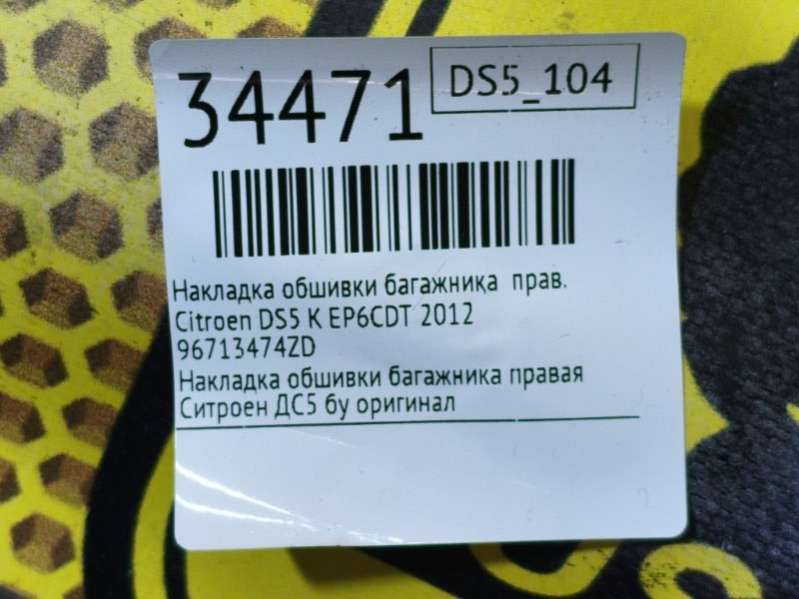 34471
DS5_104
Накладка обшивки багажника прав.
Citroen DS5 K EP6CDT 2012
96713474ZD
Накладка обшивки багажника правая
Ситроен ДС5 бу оригинал